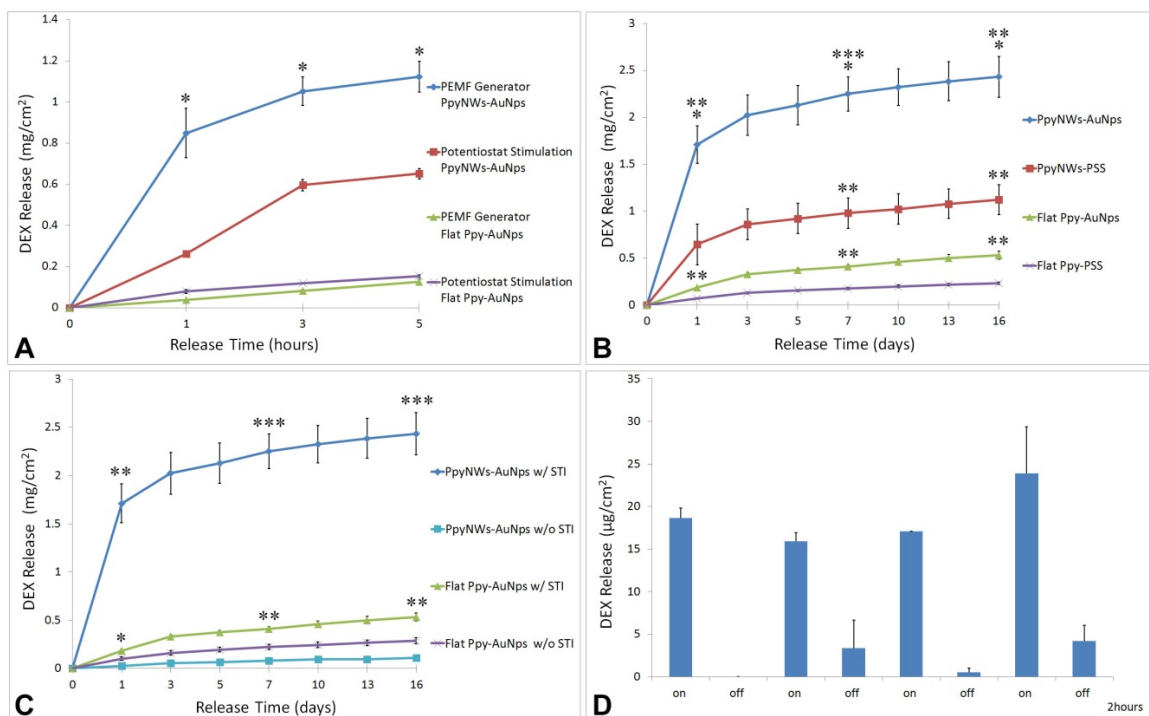 1.4
1.2
1
0.8
0.6
0.4
0.2
0
DEX Release (mg/cm²)
*
*
*
PEMF Generator
PpyNWs-AuNps
Potentiostat Stimulation
PpyNWs-AuNps
PEMF Generator
Flat Ppy-AuNps
Potentiostat Stimulation
Flat Ppy-AuNps
0 1 3 5
Release Time (hours)
A
3
2.5
2
1.5
1
0.5
0
DEX Release (mg/cm²)
**
*
***
*
**
*
**
**
**
**
**
PpyNWs-AuNps
PpyNWs-PSS
Flat Ppy-AuNps
Flat Ppy-PSS
0 1 3 5 7 10 13 16
Release Time (days)
B
3
2.5
2
1.5
1
0.5
0
DEX Release (mg/cm²)
**
***
***
*
**
**
PpyNWs-AuNps w/ STI
PpyNWs-AuNps w/o STI
Flat Ppy-AuNps w/ STI
Flat Ppy-AuNps w/o STI
0 1 3 5 7 10 13 16
Release Time (days)
C
35
30
25
20
15
10
5
0
DEX Release (µg/cm²)
on off on off on off on off
2hours
D